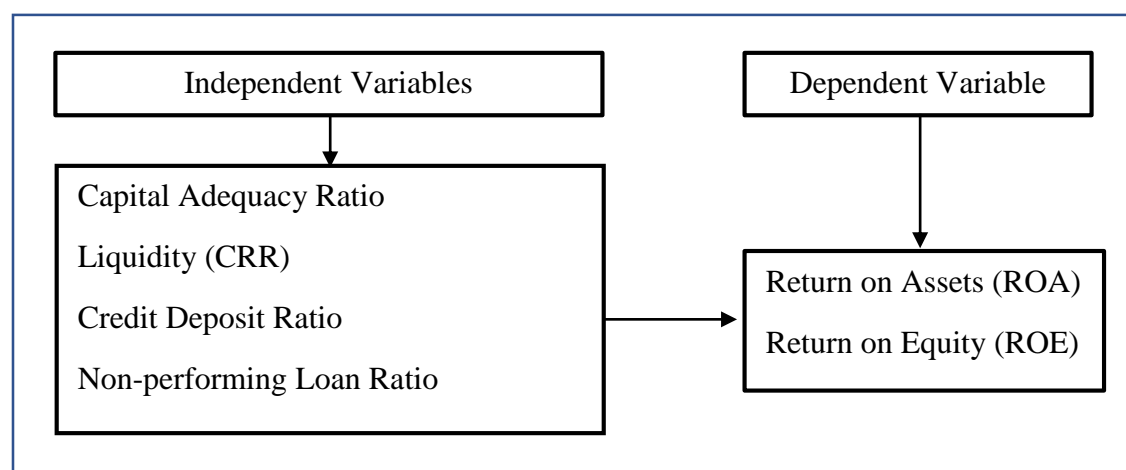 Independent Variables
Dependent Variable
Capital Adequacy Ratio
Liquidity (CRR)
Credit Deposit Ratio
Non-performing Loan Ratio
Return on Assets (ROA)
Return on Equity (ROE)